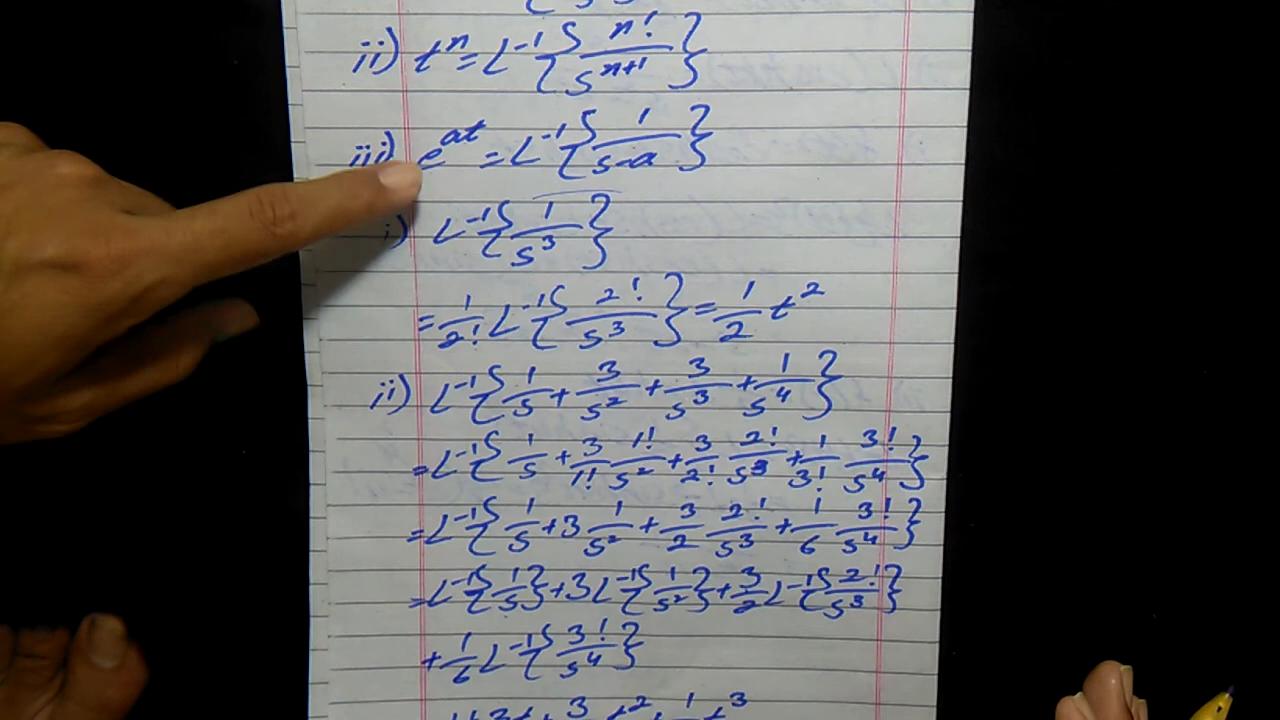 ii) tⁿ = L⁻¹{n!/sⁿ⁺¹}
iii) e^at = L⁻¹{1/(s-a)}
i) L⁻¹{1/s³}
= 1/2! L⁻¹{2!/s³} = 1/2 t²
ii) L⁻¹{1/s + 3/s² + 3/s³ + 1/s⁴}
= L⁻¹{1/s + 3/1! 1!/s² + 3/2! 2!/s³ + 1/3! 3!/s⁴}
= L⁻¹{1/s + 3 1/s² + 3/2 2!/s³ + 1/6 3!/s⁴}
= L⁻¹{1/s} + 3L⁻¹{1/s²} + 3/2 L⁻¹{2!/s³}
+ 1/6 L⁻¹{3!/s⁴}